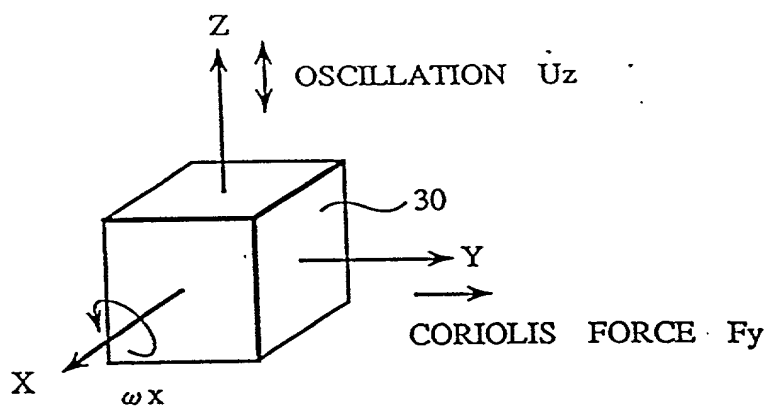 Z
OSCILLATION Uz
30
Y
CORIOLIS FORCE Fy
X
ωx